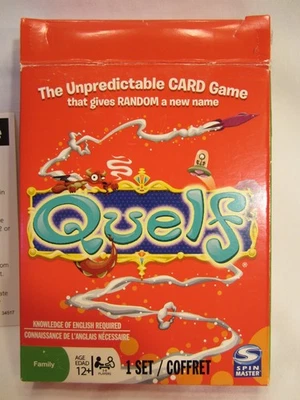 The Unpredictable CARD Game
that gives RANDOM a new name
Quelf
KNOWLEDGE OF ENGLISH REQUIRED
CONNAISSANCE DE L'ANGLAIS NÉCESSAIRE
Family
AGE
EDAD
12+
1 SET / COFFRET
SPIN
MASTER